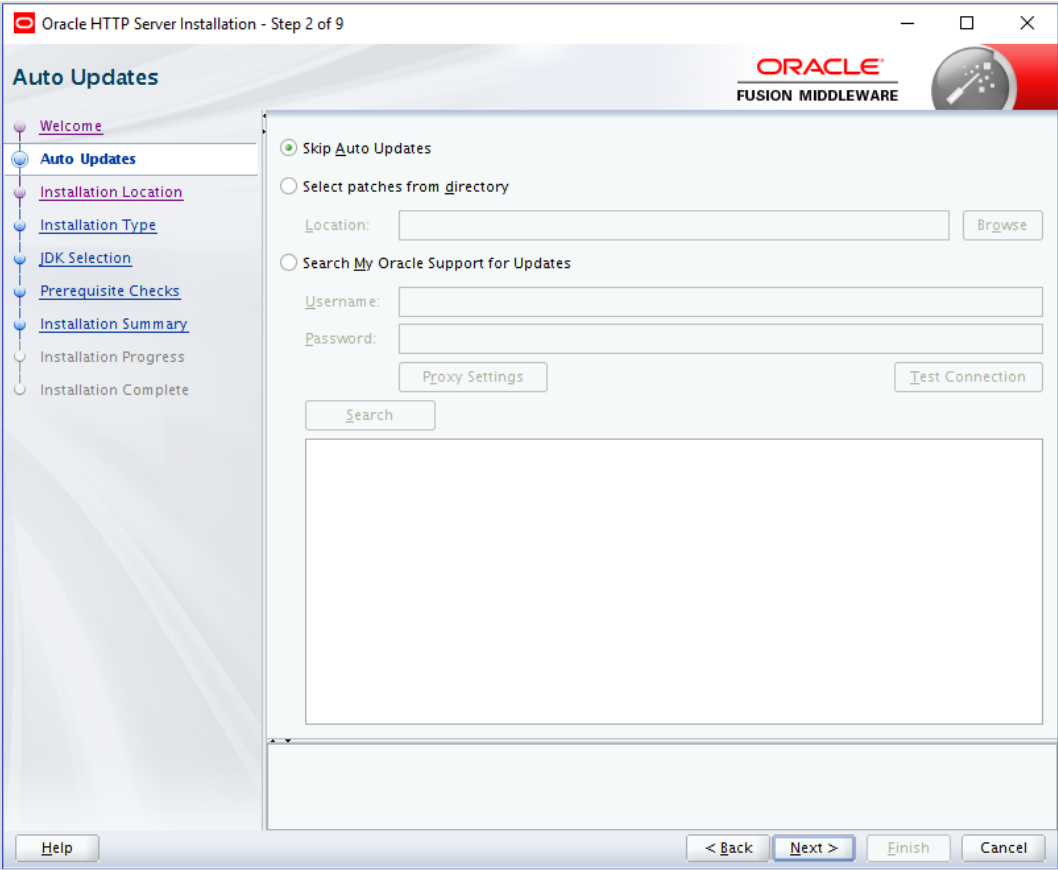 Oracle HTTP Server Installation - Step 2 of 9
Auto Updates
ORACLE
FUSION MIDDLEWARE
Welcome
Auto Updates
Installation Location
Installation Type
JDK Selection
Prerequisite Checks
Installation Summary
Installation Progress
Installation Complete
Skip Auto Updates
Select patches from directory
Location:
Browse
Search My Oracle Support for Updates
Username:
Password:
Proxy Settings
Test Connection
Search
Help
< Back
Next >
Finish
Cancel